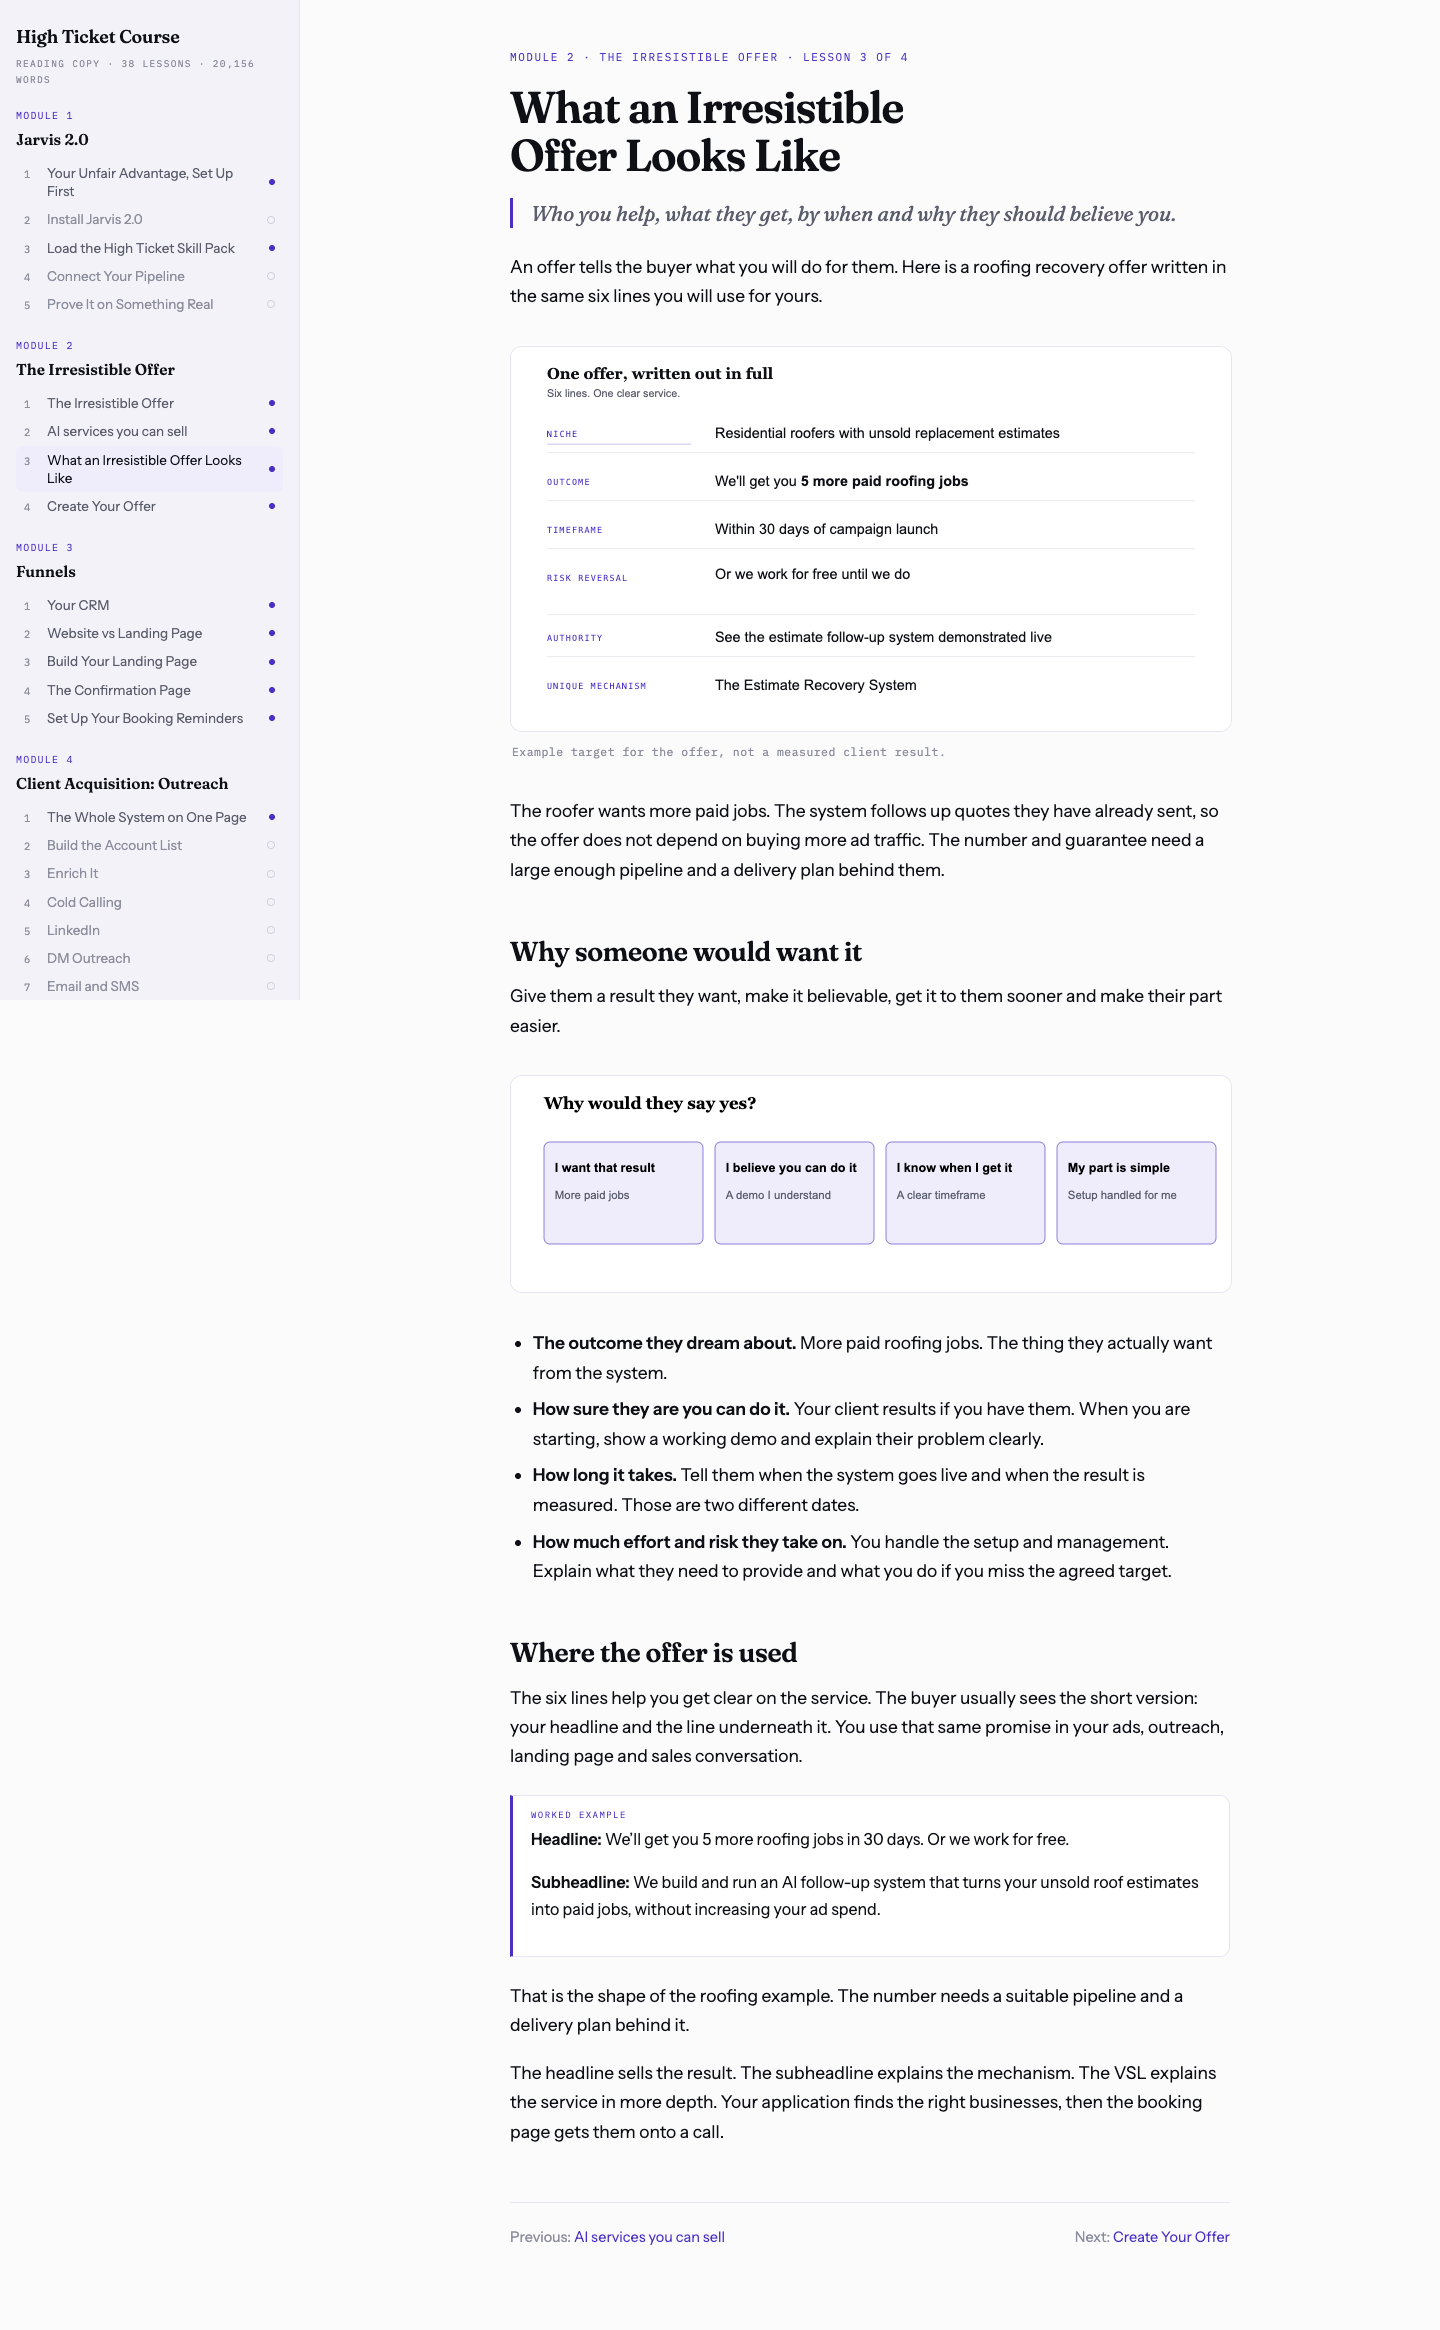 High Ticket Course
READING COPY · 38 LESSONS · 20,156
WORDS
MODULE 1
Jarvis 2.0
1 Your Unfair Advantage, Set Up
First
2 Install Jarvis 2.0
3 Load the High Ticket Skill Pack
4 Connect Your Pipeline
5 Prove It on Something Real
MODULE 2
The Irresistible Offer
1 The Irresistible Offer
2 AI services you can sell
3 What an Irresistible Offer Looks
Like
4 Create Your Offer
MODULE 3
Funnels
1 Your CRM
2 Website vs Landing Page
3 Build Your Landing Page
4 The Confirmation Page
5 Set Up Your Booking Reminders
MODULE 4
Client Acquisition: Outreach
1 The Whole System on One Page
2 Build the Account List
3 Enrich It
4 Cold Calling
5 LinkedIn
6 DM Outreach
7 Email and SMS
MODULE 2 · THE IRRESISTIBLE OFFER · LESSON 3 OF 4
What an Irresistible
Offer Looks Like
Who you help, what they get, by when and why they should believe you.
An offer tells the buyer what you will do for them. Here is a roofing recovery offer written in
the same six lines you will use for yours.
One offer, written out in full
Six lines. One clear service.
NICHE Residential roofers with unsold replacement estimates
OUTCOME We'll get you 5 more paid roofing jobs
TIMEFRAME Within 30 days of campaign launch
RISK REVERSAL Or we work for free until we do
AUTHORITY See the estimate follow-up system demonstrated live
UNIQUE MECHANISM The Estimate Recovery System
Example target for the offer, not a measured client result.
The roofer wants more paid jobs. The system follows up quotes they have already sent, so
the offer does not depend on buying more ad traffic. The number and guarantee need a
large enough pipeline and a delivery plan behind them.
Why someone would want it
Give them a result they want, make it believable, get it to them sooner and make their part
easier.
Why would they say yes?
I want that result
More paid jobs
I believe you can do it
A demo I understand
I know when I get it
A clear timeframe
My part is simple
Setup handled for me
• The outcome they dream about. More paid roofing jobs. The thing they actually want
from the system.
• How sure they are you can do it. Your client results if you have them. When you are
starting, show a working demo and explain their problem clearly.
• How long it takes. Tell them when the system goes live and when the result is
measured. Those are two different dates.
• How much effort and risk they take on. You handle the setup and management.
Explain what they need to provide and what you do if you miss the agreed target.
Where the offer is used
The six lines help you get clear on the service. The buyer usually sees the short version:
your headline and the line underneath it. You use that same promise in your ads, outreach,
landing page and sales conversation.
WORKED EXAMPLE
Headline: We'll get you 5 more roofing jobs in 30 days. Or we work for free.
Subheadline: We build and run an AI follow-up system that turns your unsold roof estimates
into paid jobs, without increasing your ad spend.
That is the shape of the roofing example. The number needs a suitable pipeline and a
delivery plan behind it.
The headline sells the result. The subheadline explains the mechanism. The VSL explains
the service in more depth. Your application finds the right businesses, then the booking
page gets them onto a call.
Previous: AI services you can sell
Next: Create Your Offer